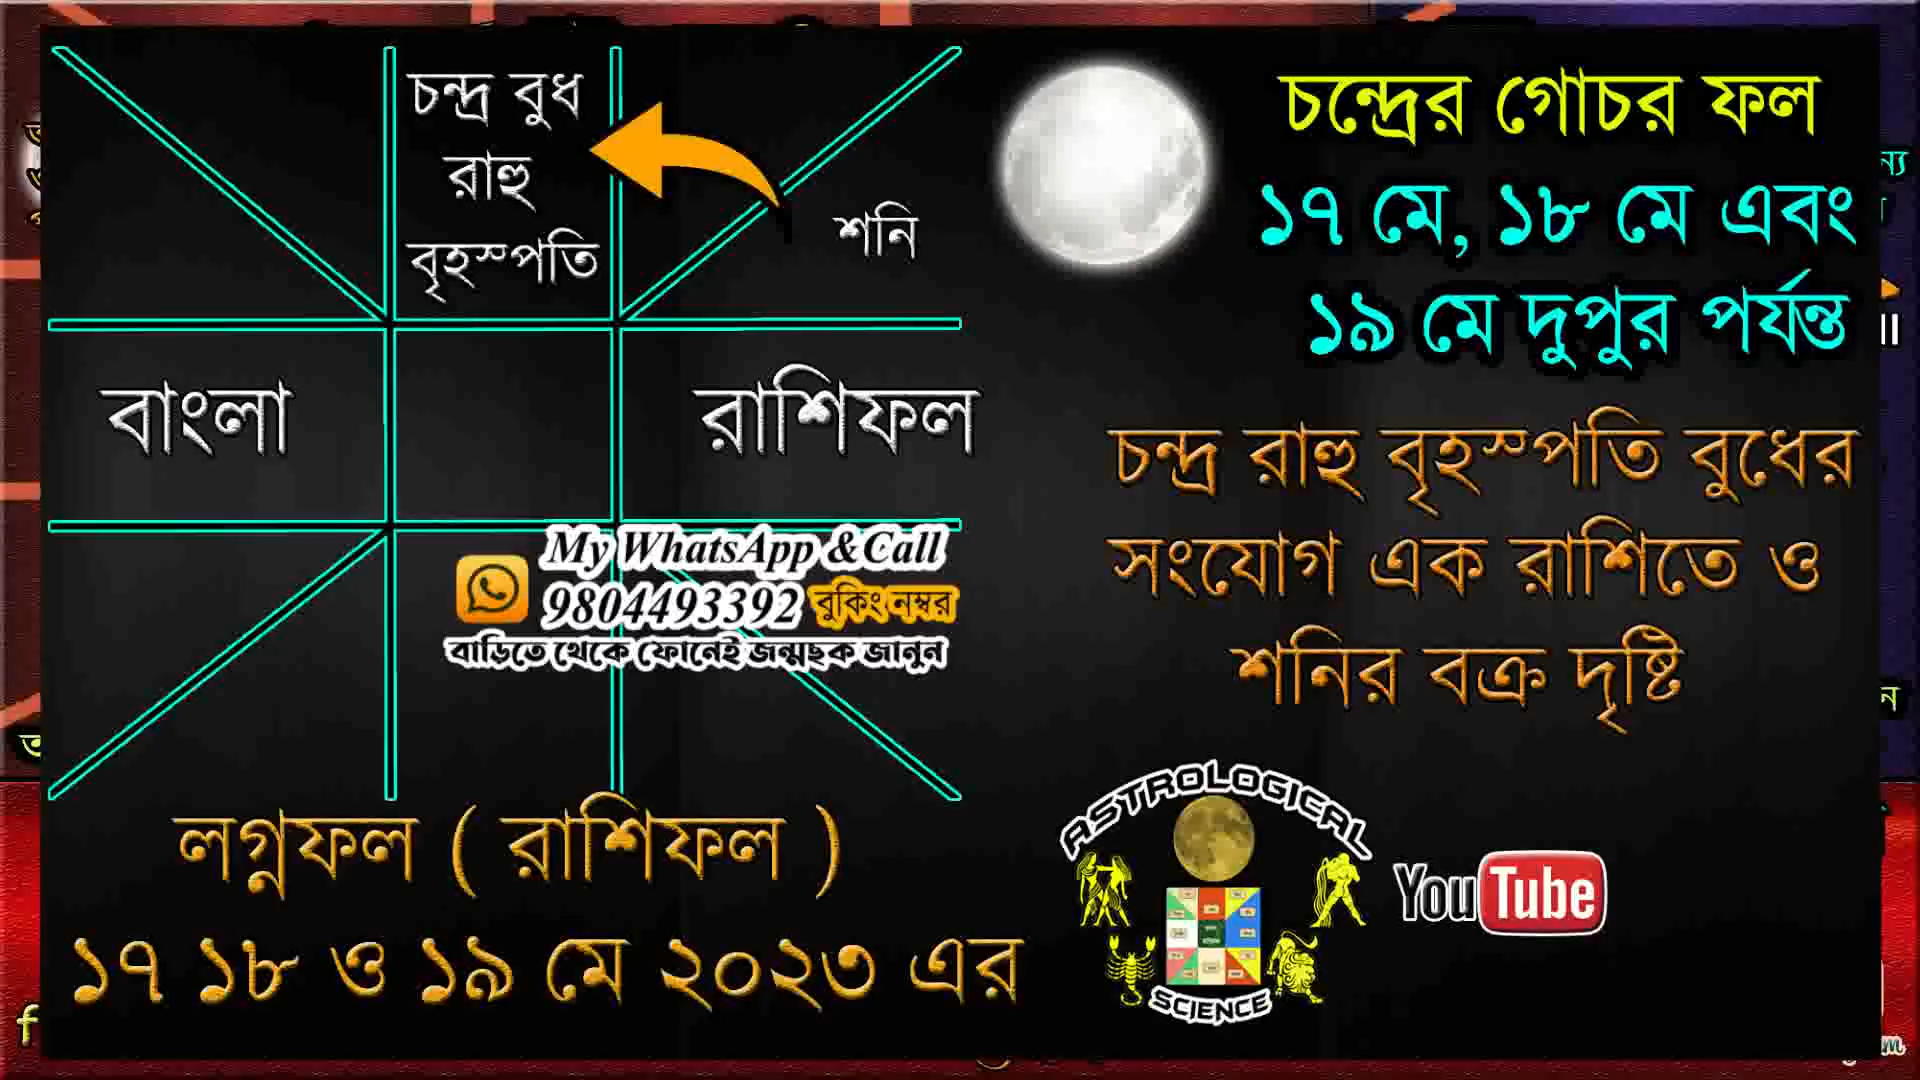 চন্দ্র বুধ
রাহু
বৃহস্পতি
শনি
বাংলা
রাশিফল
My WhatsApp & Call
9804493392 বুকিং নম্বর
বাড়িতে থেকে ফোনেই জন্মছক জানুন
লগ্নফল ( রাশিফল )
১৭ ১৮ ও ১৯ মে ২০২৩ এর
চন্দ্রের গোচর ফল
১৭ মে, ১৮ মে এবং
১৯ মে দুপুর পর্যন্ত
চন্দ্র রাহু বৃহস্পতি বুধের
সংযোগ এক রাশিতে ও
শনির বক্র দৃষ্টি
ASTROLOGICAL
SCIENCE
YouTube